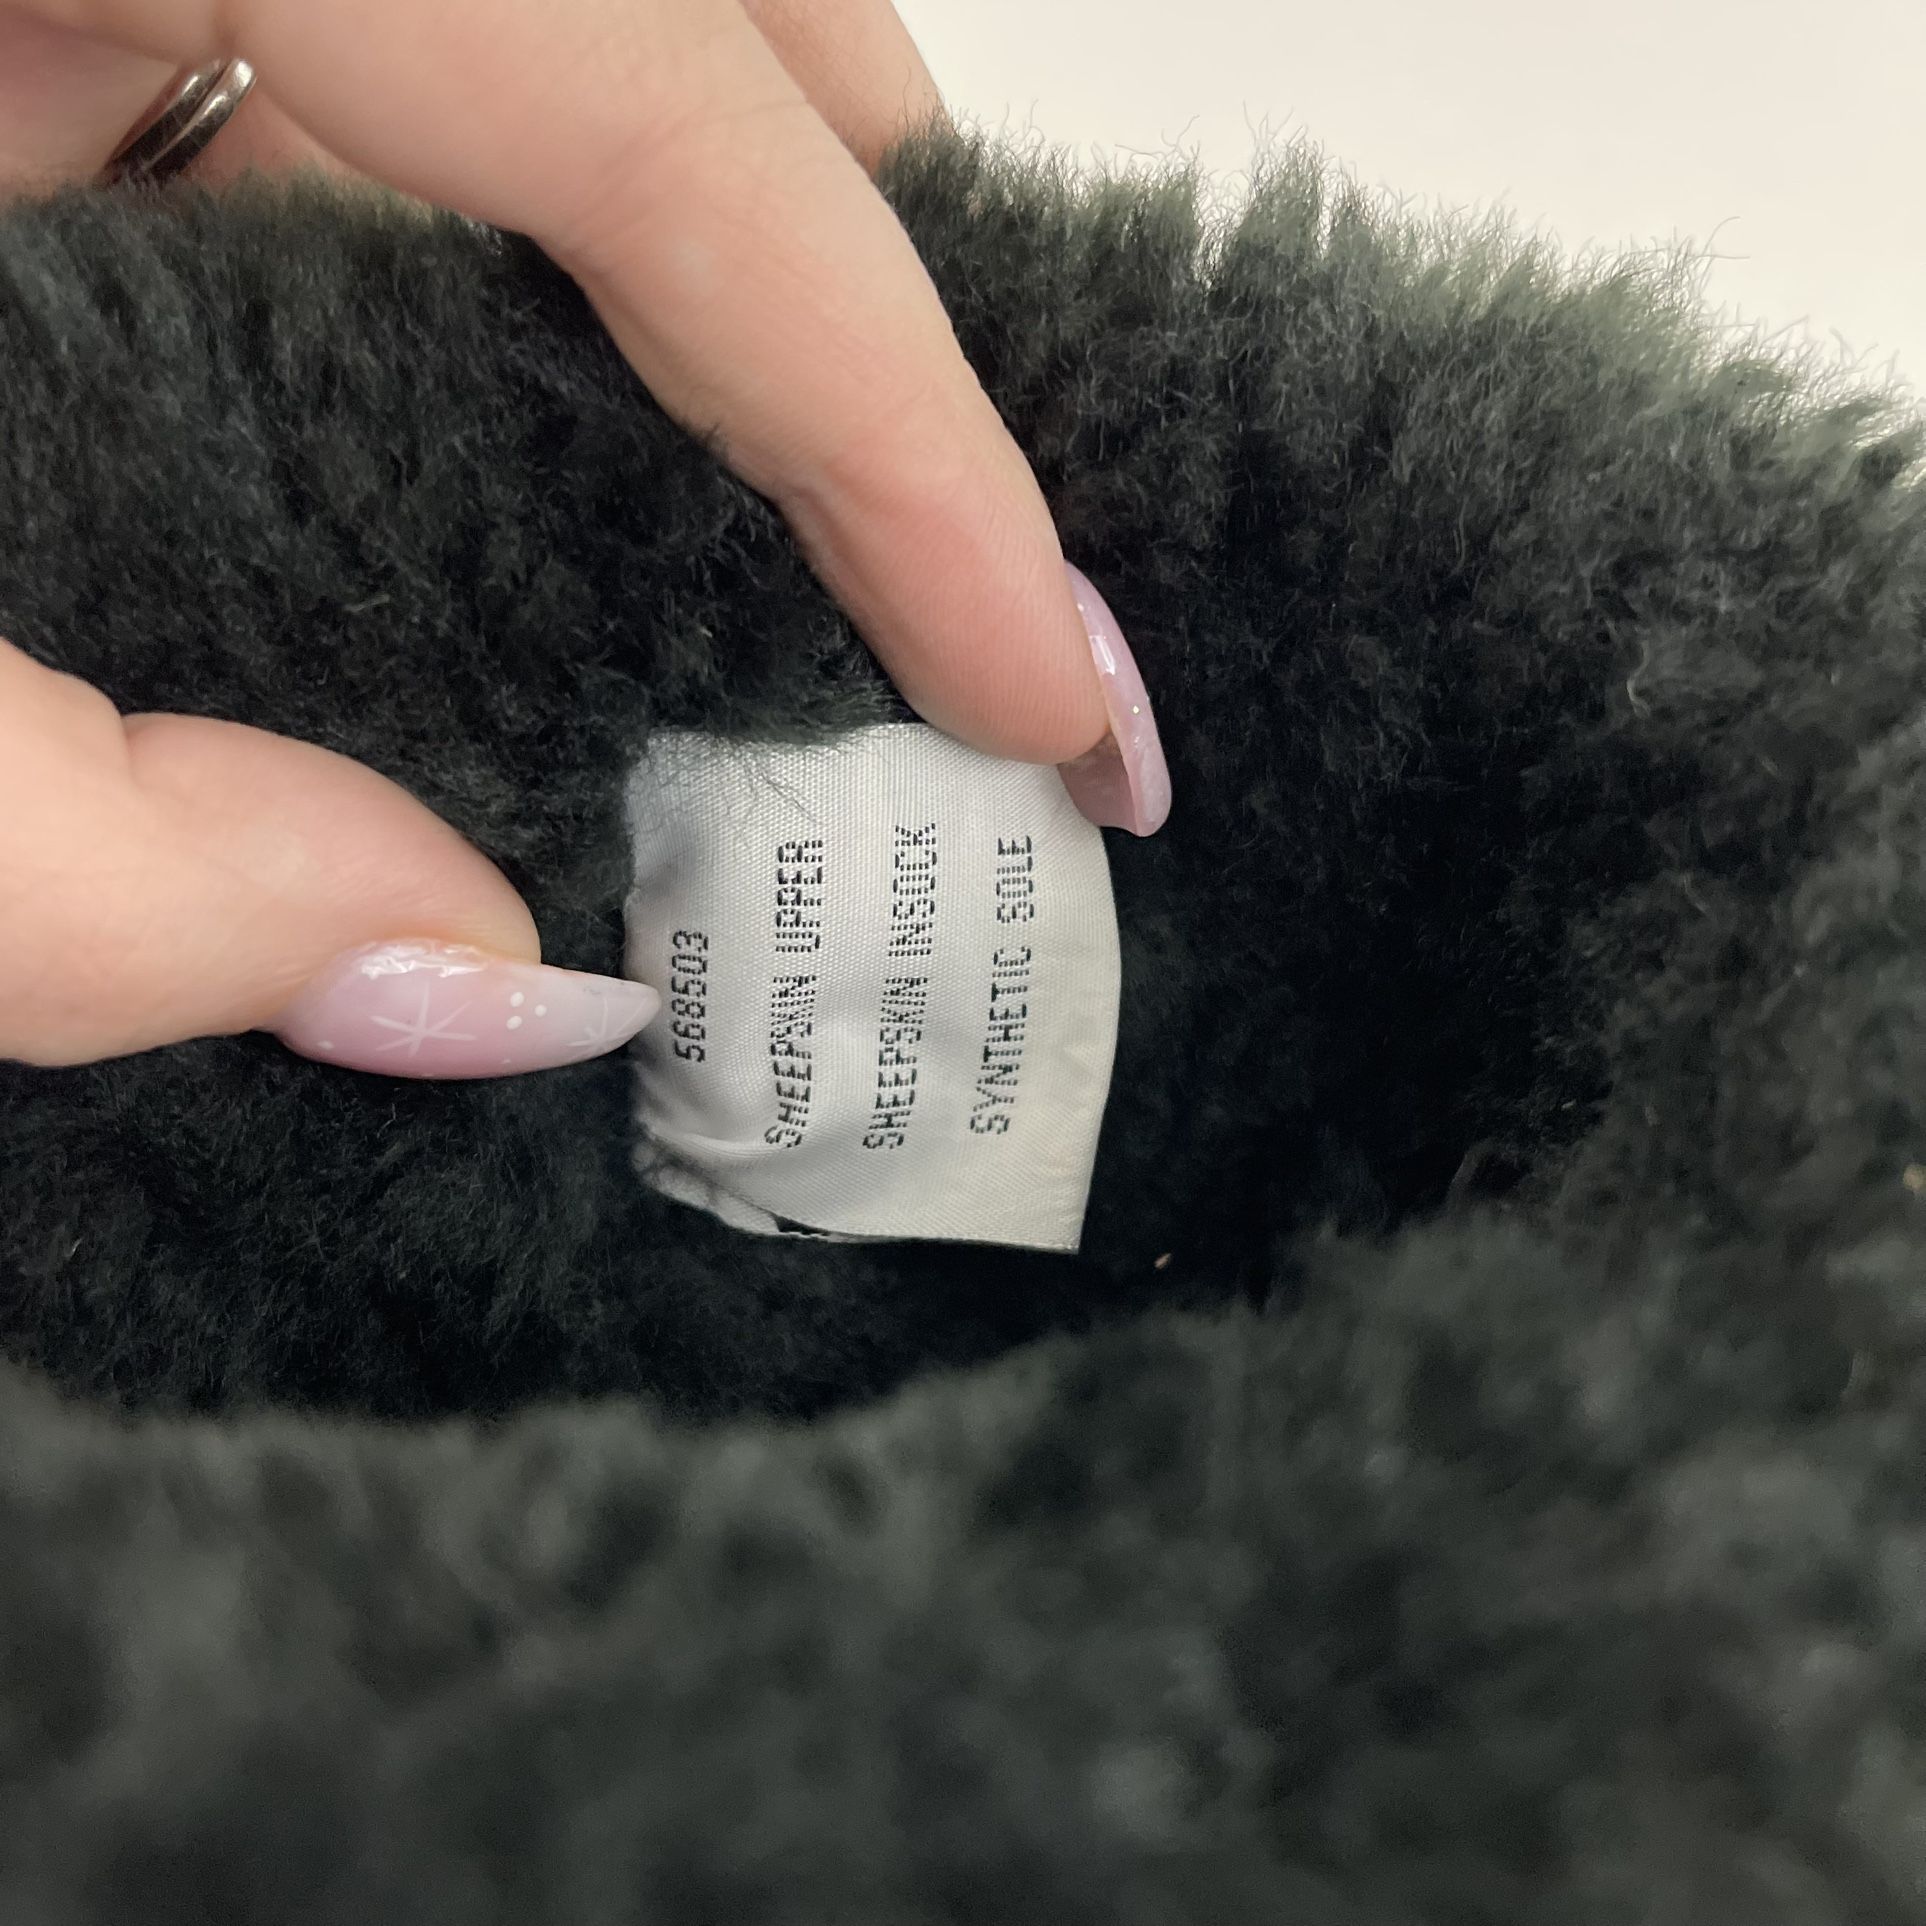 568503
SHEEPSKIN UPPER
SHEEPSKIN INSOCK
SYNTHETIC SOLE